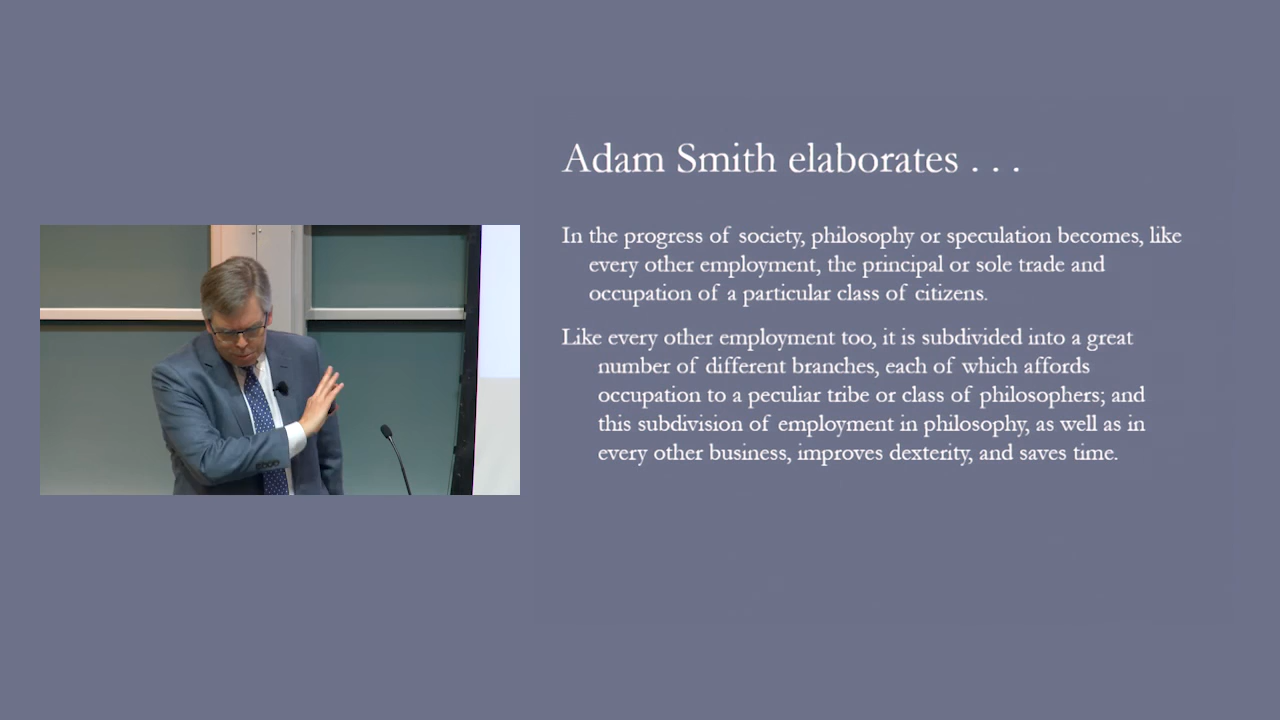 Adam Smith elaborates . . .
In the progress of society, philosophy or speculation becomes, like
every other employment, the principal or sole trade and
occupation of a particular class of citizens.
Like every other employment too, it is subdivided into a great
number of different branches, each of which affords
occupation to a peculiar tribe or class of philosophers; and
this subdivision of employment in philosophy, as well as in
every other business, improves dexterity, and saves time.